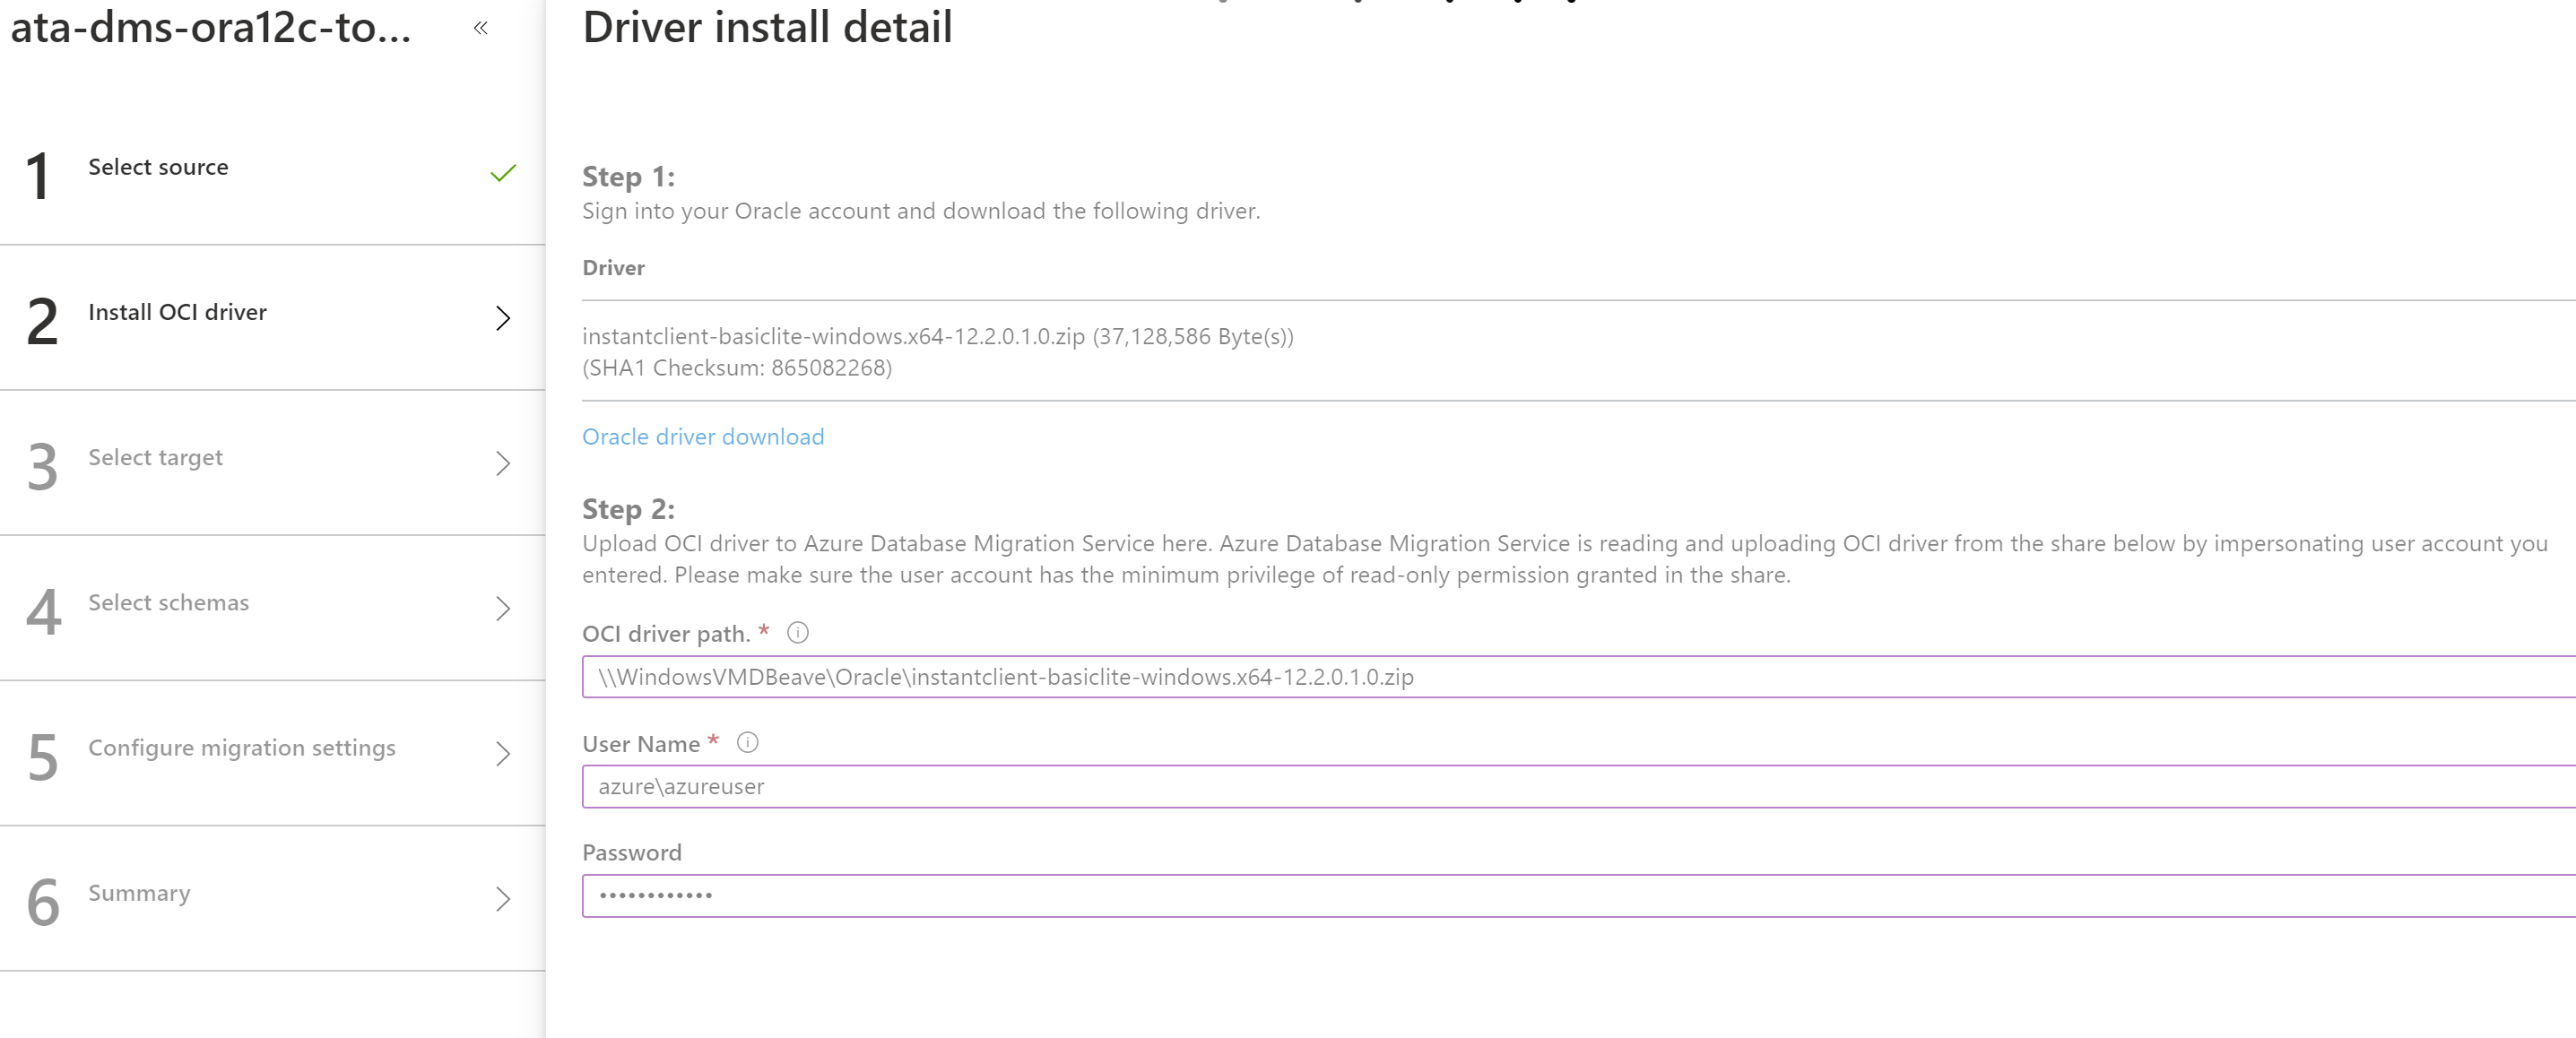 ata-dms-ora12c-to...
«
1 Select source
2 Install OCI driver
3 Select target
4 Select schemas
5 Configure migration settings
6 Summary
Driver install detail
Step 1:
Sign into your Oracle account and download the following driver.
Driver
instantclient-basiclite-windows.x64-12.2.0.1.0.zip (37,128,586 Byte(s))
(SHA1 Checksum: 865082268)
Oracle driver download
Step 2:
Upload OCI driver to Azure Database Migration Service here. Azure Database Migration Service is reading and uploading OCI driver from the share below by impersonating user account you
entered. Please make sure the user account has the minimum privilege of read-only permission granted in the share.
OCI driver path. *
\\WindowsVMDBeave\Oracle\instantclient-basiclite-windows.x64-12.2.0.1.0.zip
User Name *
azure\azureuser
Password
••••••••••••